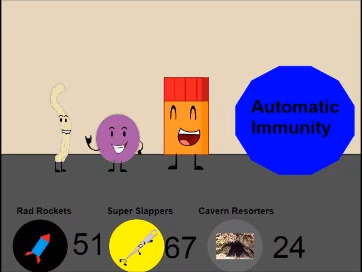 Automatic
Immunity
Rad Rockets Super Slappers Cavern Resorters
51 67 24